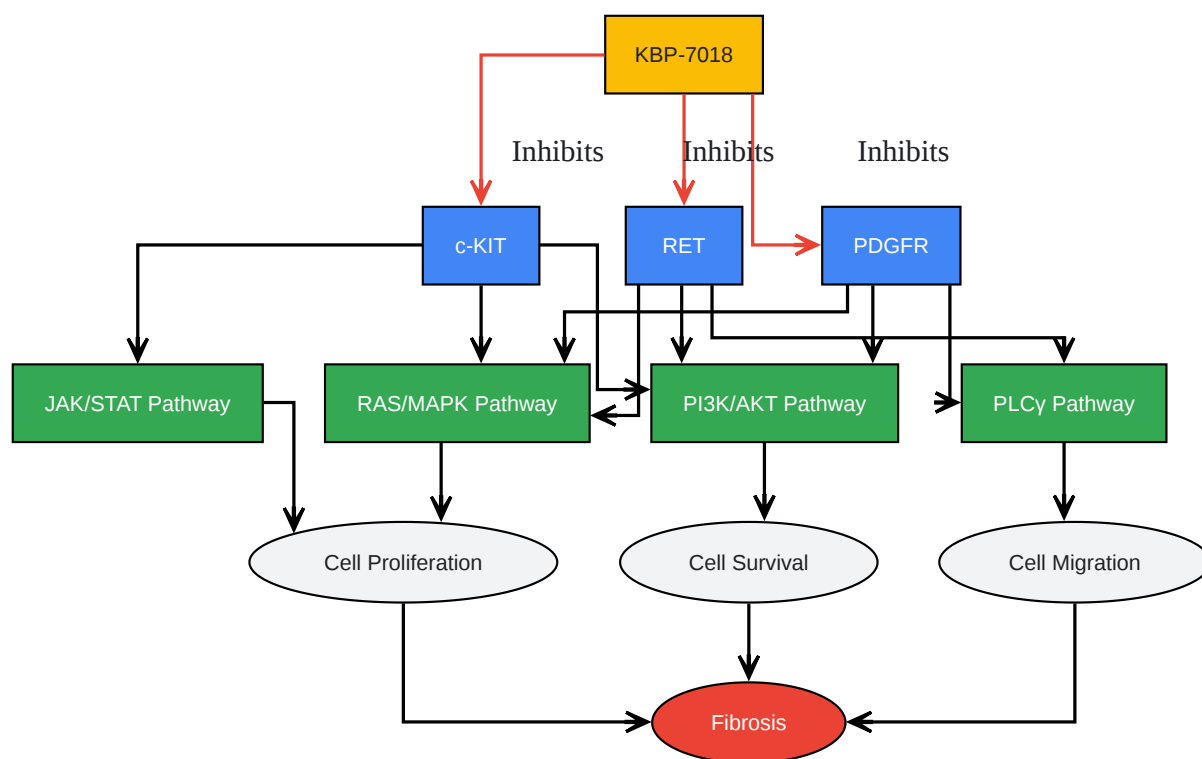 KBP-7018
Inhibits
Inhibits
Inhibits
c-KIT
RET
PDGFR
JAK/STAT Pathway
RAS/MAPK Pathway
PI3K/AKT Pathway
PLCγ Pathway
Cell Proliferation
Cell Survival
Cell Migration
Fibrosis